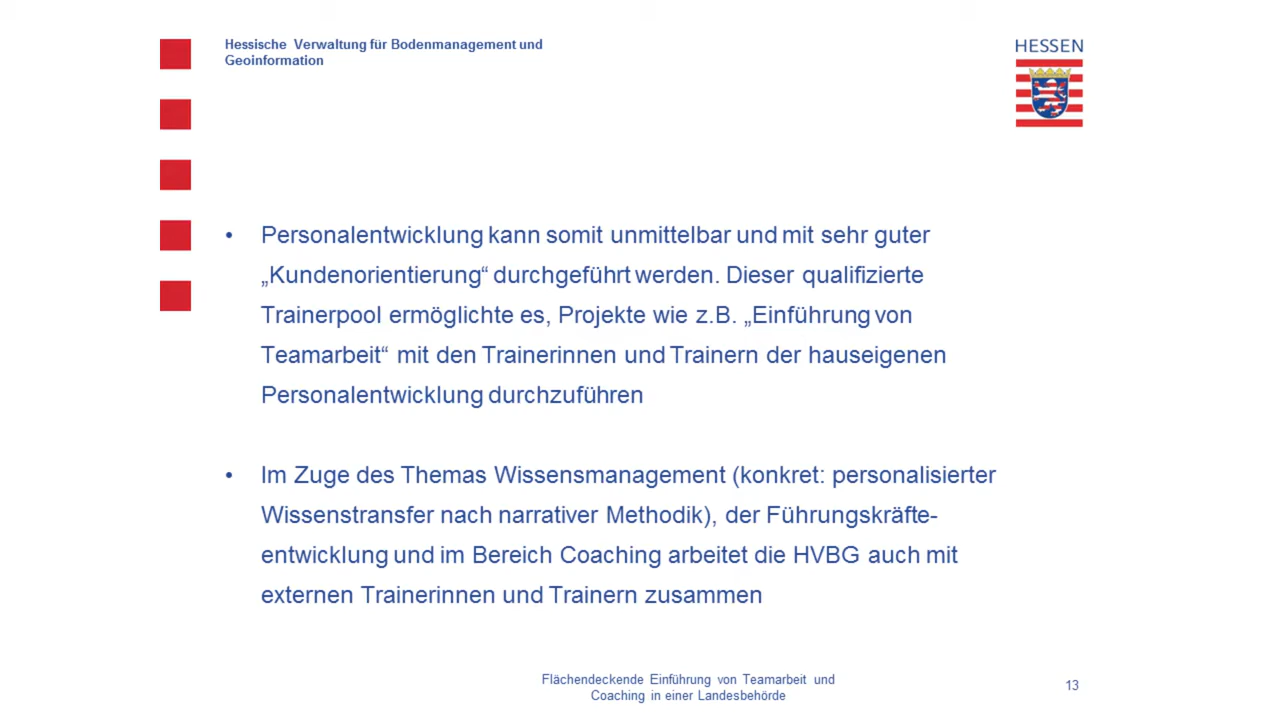 Hessische Verwaltung für Bodenmanagement und
Geoinformation
HESSEN
• Personalentwicklung kann somit unmittelbar und mit sehr guter
„Kundenorientierung“ durchgeführt werden. Dieser qualifizierte
Trainerpool ermöglichte es, Projekte wie z.B. „Einführung von
Teamarbeit“ mit den Trainerinnen und Trainern der hauseigenen
Personalentwicklung durchzuführen
• Im Zuge des Themas Wissensmanagement (konkret: personalisierter
Wissenstransfer nach narrativer Methodik), der Führungskräfte-
entwicklung und im Bereich Coaching arbeitet die HVBG auch mit
externen Trainerinnen und Trainern zusammen
Flächendeckende Einführung von Teamarbeit und
Coaching in einer Landesbehörde
13